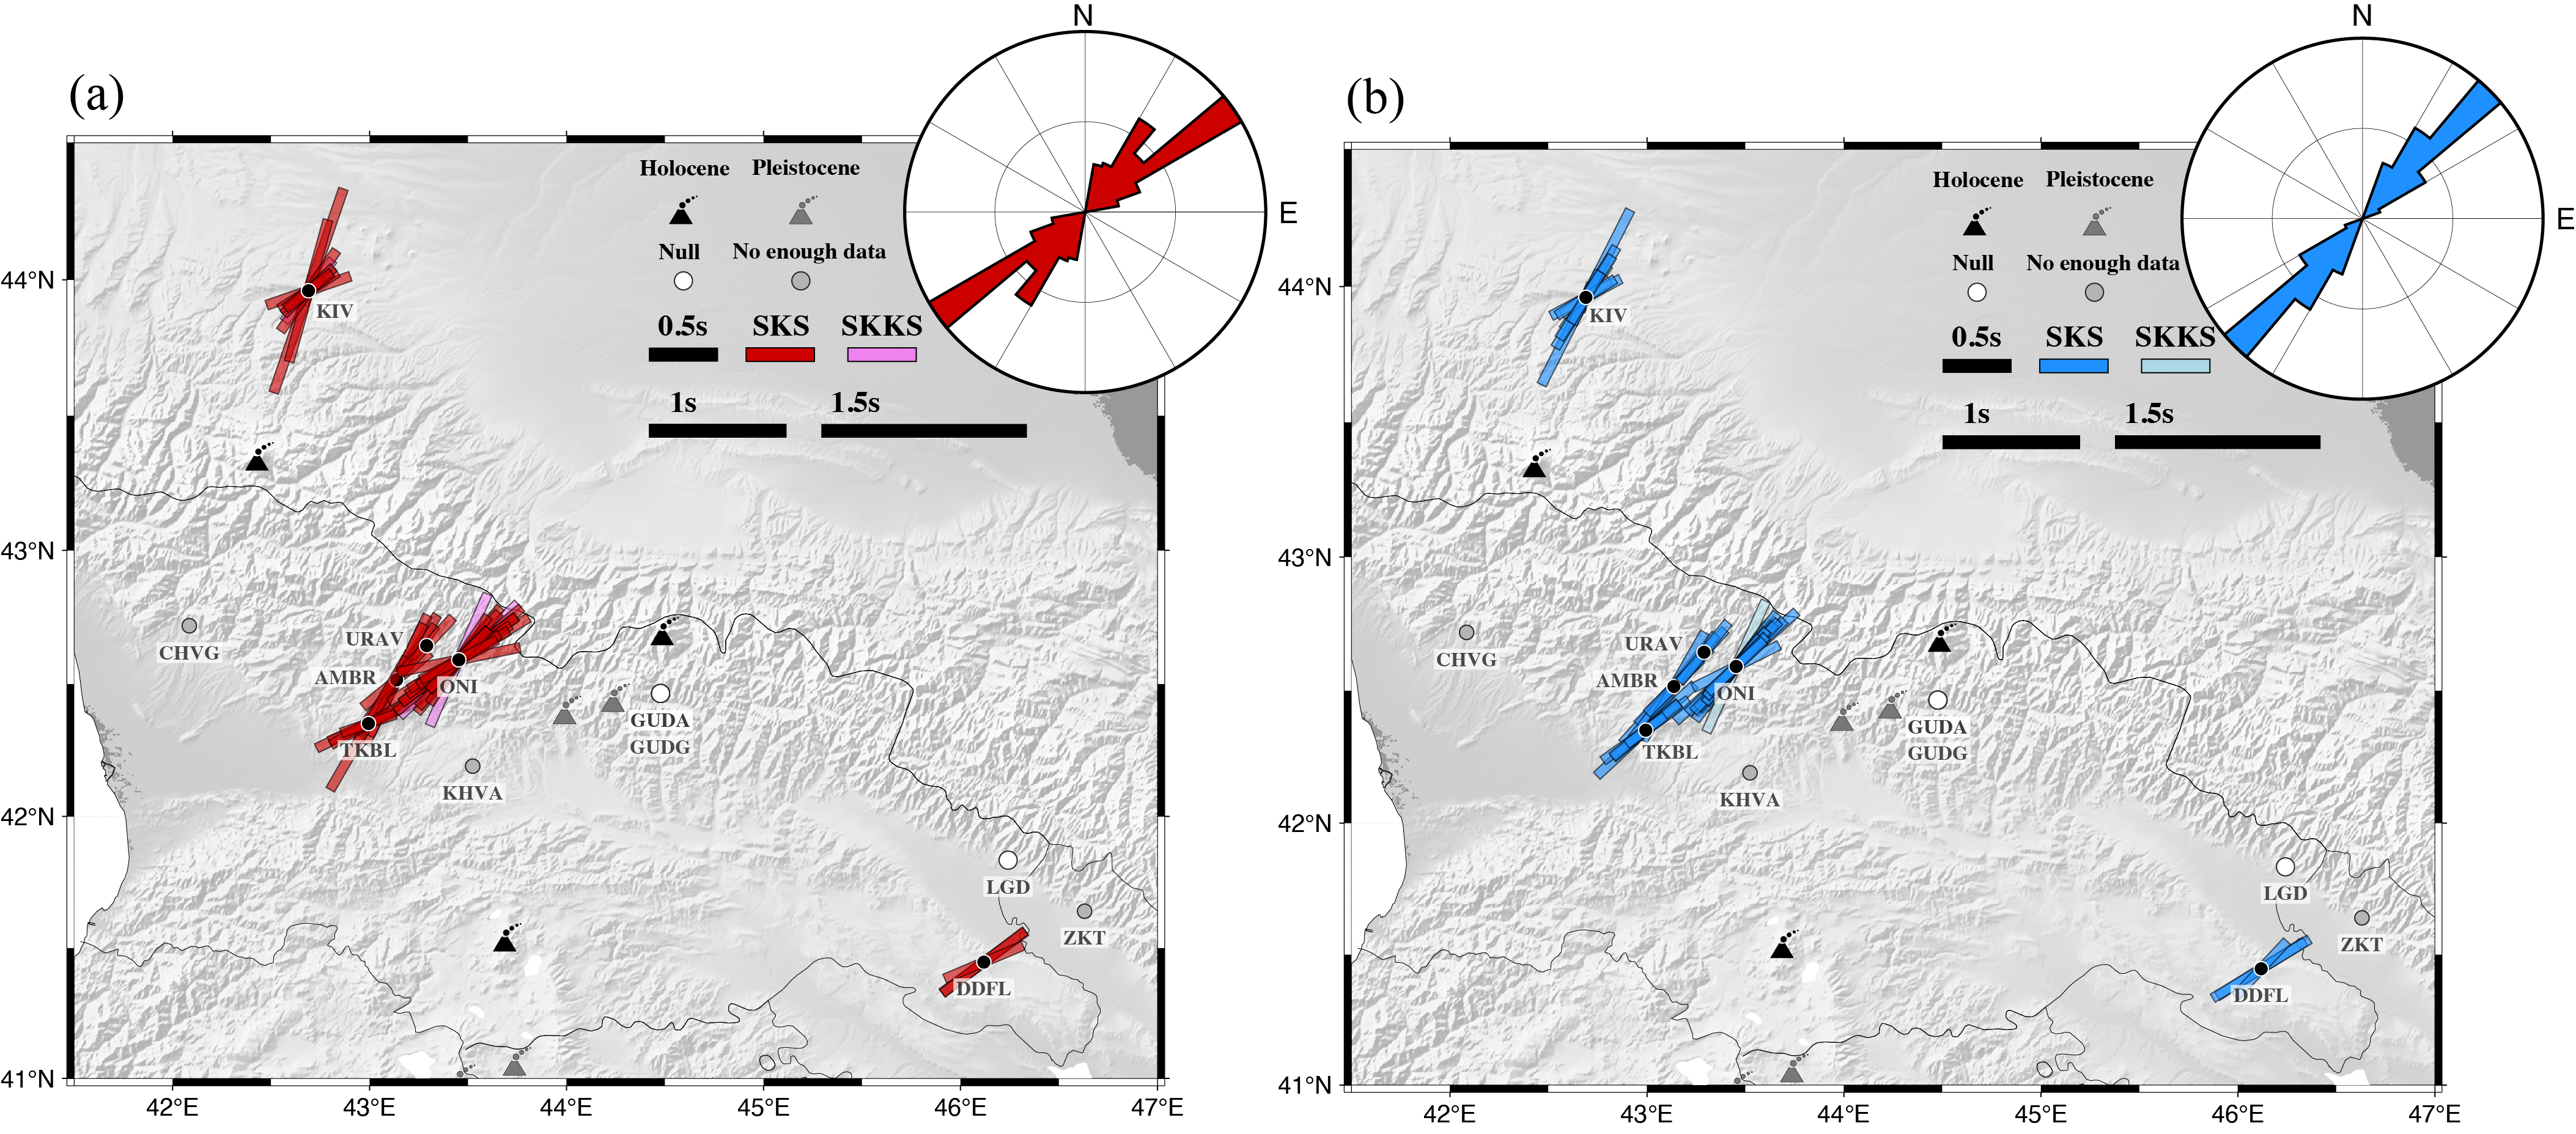 N
(a)
E
Holocene Pleistocene
Null No enough data
0.5s SKS SKKS
1s 1.5s
44°N
43°N
42°N
41°N
KIV
CHVG
URAV
AMBR
ONI
TKBL
KHVA
GUDA
GUDG
LGD
ZKT
DDFL
42°E 43°E 44°E 45°E 46°E 47°E
N
(b)
E
Holocene Pleistocene
Null No enough data
0.5s SKS SKKS
1s 1.5s
44°N
43°N
42°N
41°N
KIV
CHVG
URAV
AMBR
ONI
TKBL
KHVA
GUDA
GUDG
LGD
ZKT
DDFL
42°E 43°E 44°E 45°E 46°E 47°E